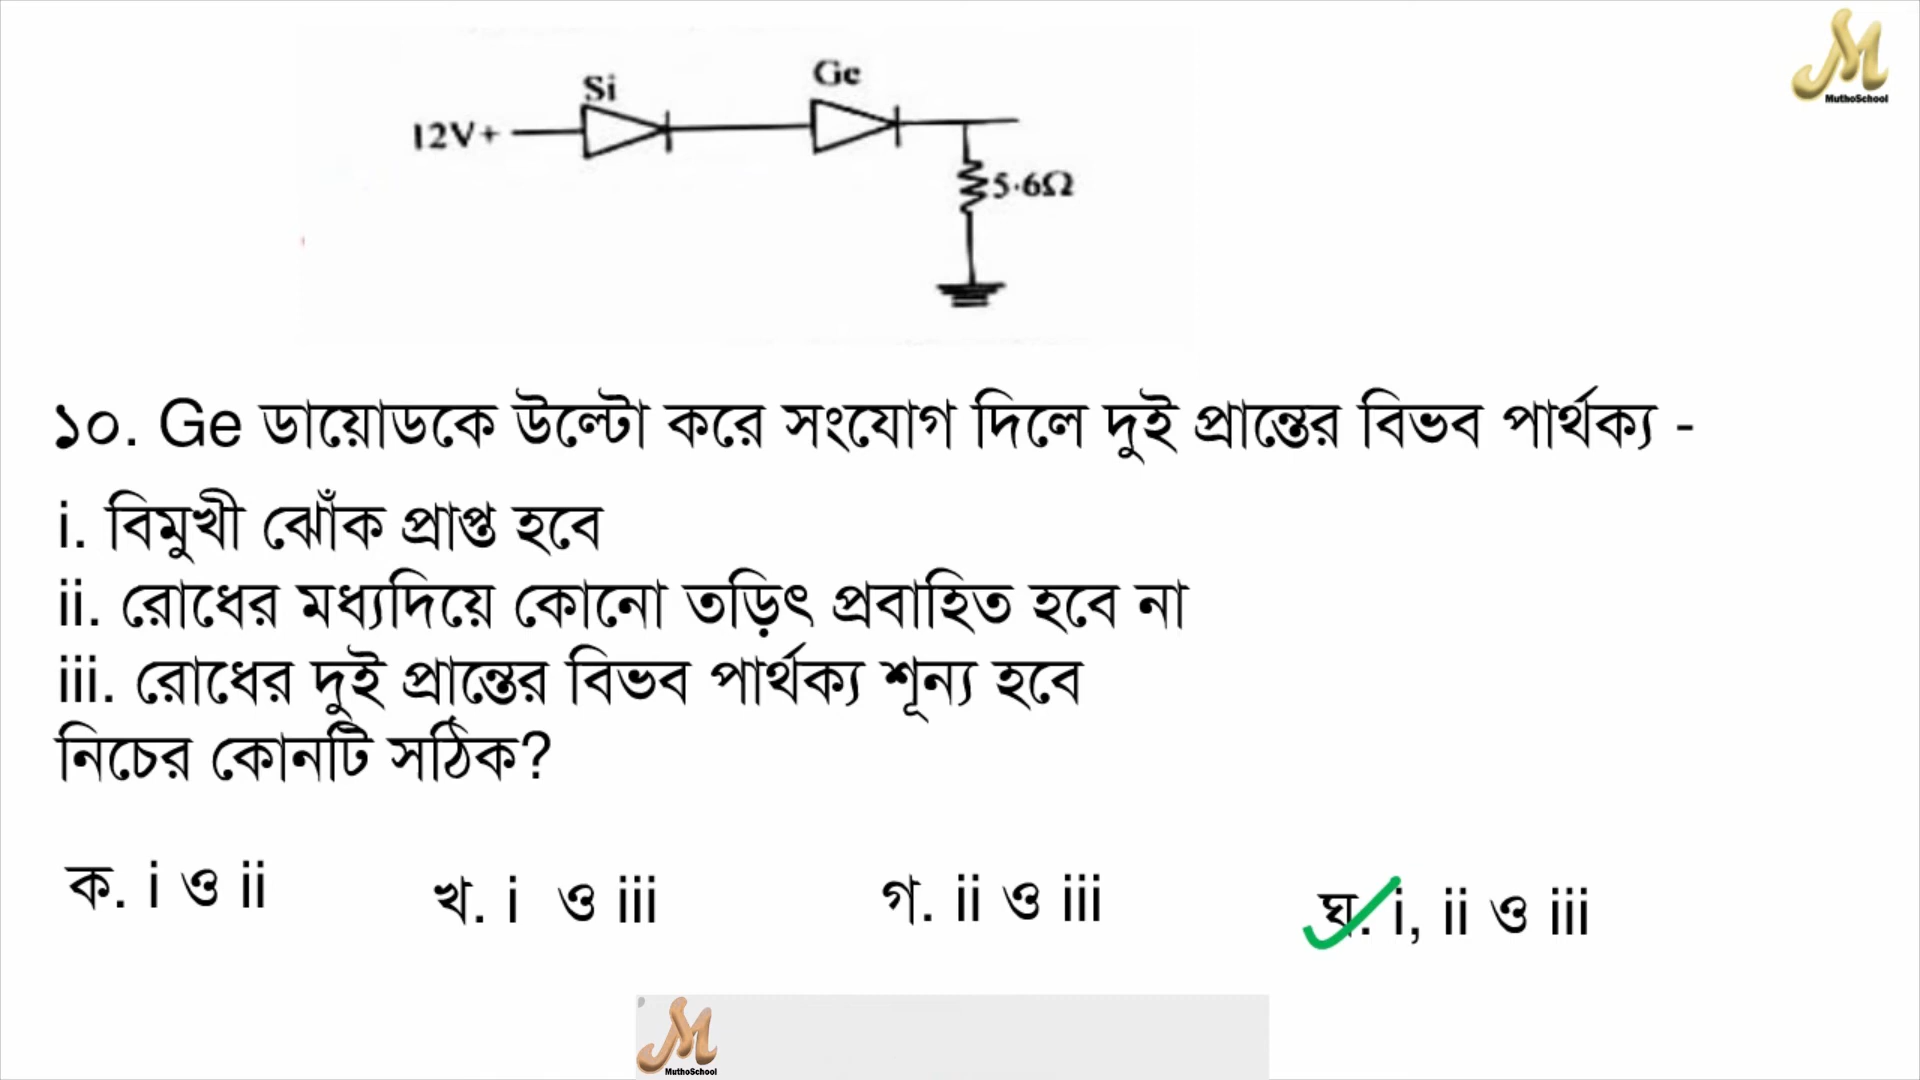 MuthoSchool
Si
Ge
12V+
5·6Ω
১০. Ge ডায়োডকে উল্টো করে সংযোগ দিলে দুই প্রান্তের বিভব পার্থক্য -
i. বিমুখী ঝোঁক প্রাপ্ত হবে
ii. রোধের মধ্যদিয়ে কোনো তড়িৎ প্রবাহিত হবে না
iii. রোধের দুই প্রান্তের বিভব পার্থক্য শূন্য হবে
নিচের কোনটি সঠিক?
ক. i ও ii খ. i ও iii গ. ii ও iii ঘ. i, ii ও iii
MuthoSchool